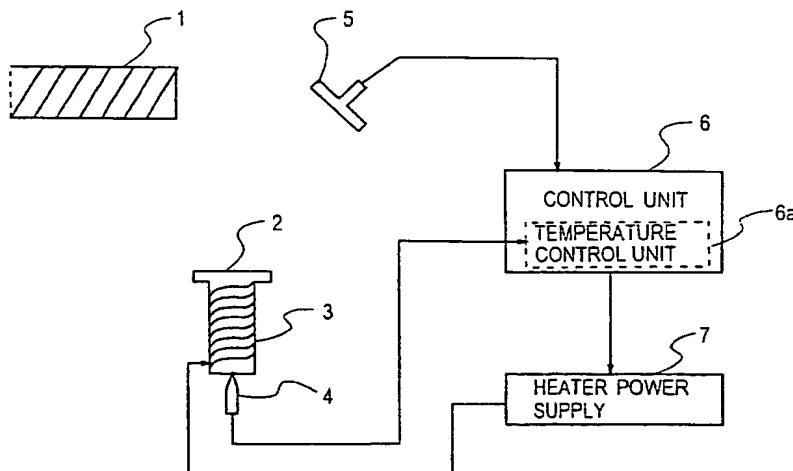 1
5
6
CONTROL UNIT
6a
TEMPERATURE
CONTROL UNIT
2
3
4
7
HEATER POWER
SUPPLY